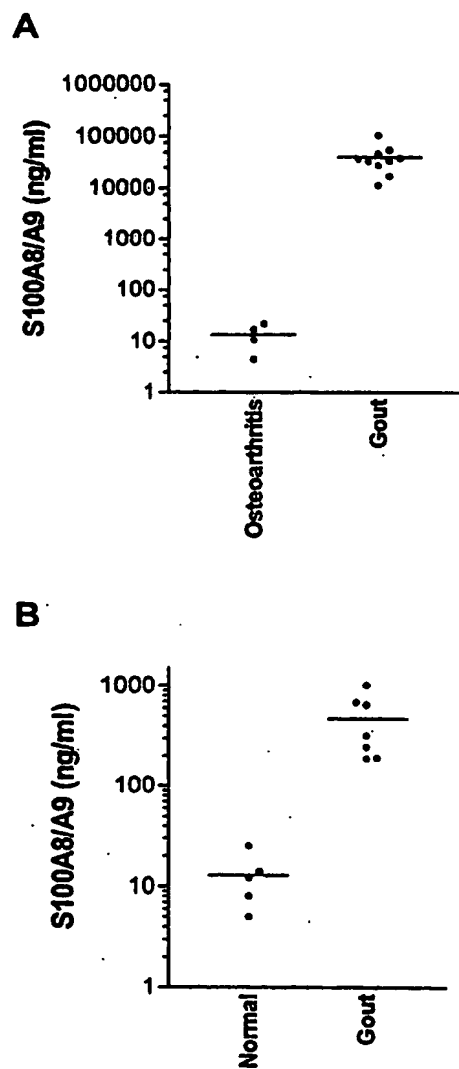 A
S100A8/A9 (ng/ml)
1000000
100000
10000
1000
100
10
1
Osteoarthritis
Gout
B
S100A8/A9 (ng/ml)
1000
100
10
1
Normal
Gout